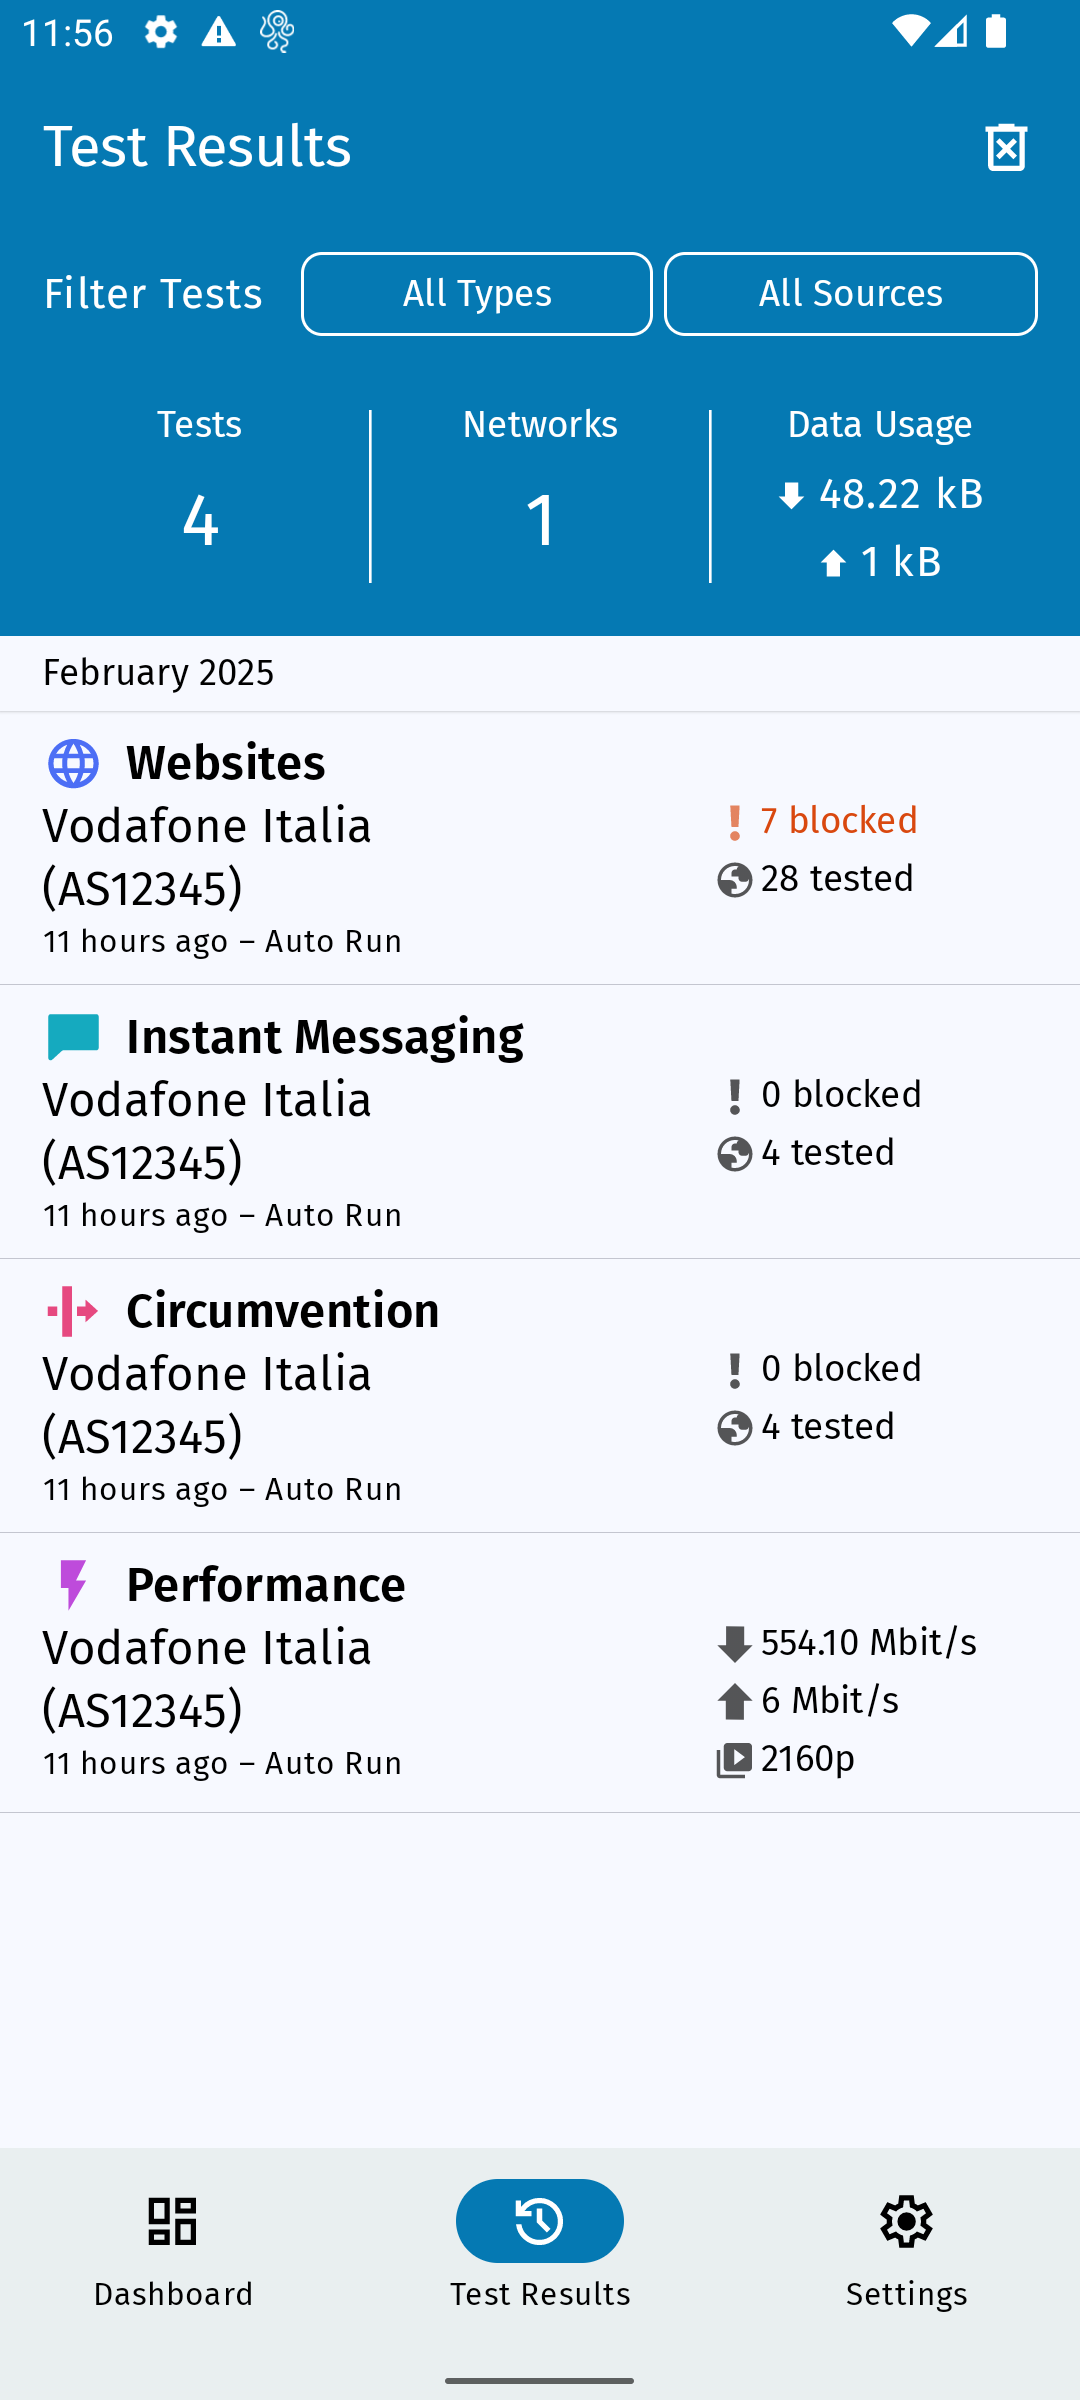 11:56
Test Results
Filter Tests All Types All Sources
Tests Networks Data Usage
4 1 48.22 kB
1 kB
February 2025
Websites
Vodafone Italia
(AS12345)
11 hours ago – Auto Run
7 blocked
28 tested
Instant Messaging
Vodafone Italia
(AS12345)
11 hours ago – Auto Run
0 blocked
4 tested
Circumvention
Vodafone Italia
(AS12345)
11 hours ago – Auto Run
0 blocked
4 tested
Performance
Vodafone Italia
(AS12345)
11 hours ago – Auto Run
554.10 Mbit/s
6 Mbit/s
2160p
Dashboard Test Results Settings